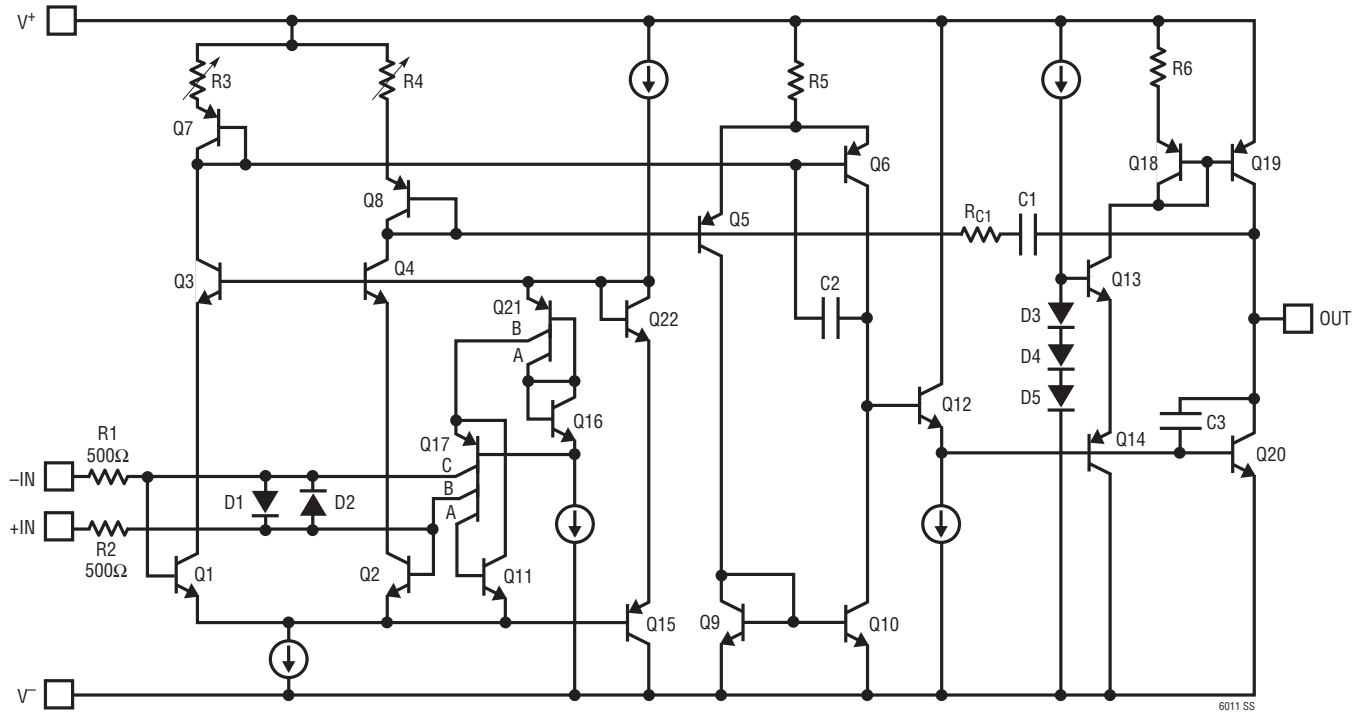 V+
R3
R4
R5
R6
Q7
Q6
Q18
Q19
Q8
Q5
RC1
C1
Q3
Q4
Q21
B
A
Q22
C2
Q13
D3
D4
D5
OUT
Q16
Q12
C3
R1
500Ω
Q17
C
B
A
Q14
Q20
–IN
D1
D2
+IN
R2
500Ω
Q1
Q2
Q11
Q15
Q9
Q10
V–
6011 SS